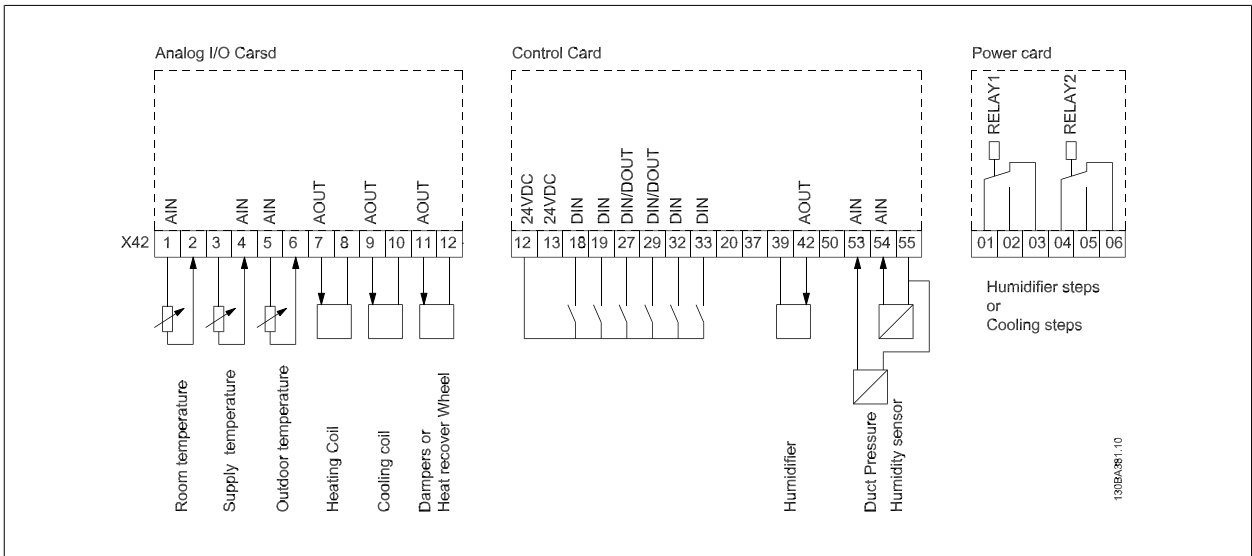 Analog I/O Carsd
Control Card
Power card
AIN
AIN
AIN
AOUT
AOUT
AOUT
24VDC
24VDC
DIN
DIN
DIN/DOUT
DIN/DOUT
DIN
DIN
AOUT
AIN
AIN
RELAY1
RELAY2
X42 1 2 3 4 5 6 7 8 9 10 11 12
12 13 18 19 27 29 32 33 20 37 39 42 50 53 54 55
01 02 03 04 05 06
Humidifier steps
or
Cooling steps
Room temperature
Supply temperature
Outdoor temperature
Heating Coil
Cooling coil
Dampers or
Heat recover Wheel
Humidifier
Duct Pressure
Humidity sensor
130BA381.10